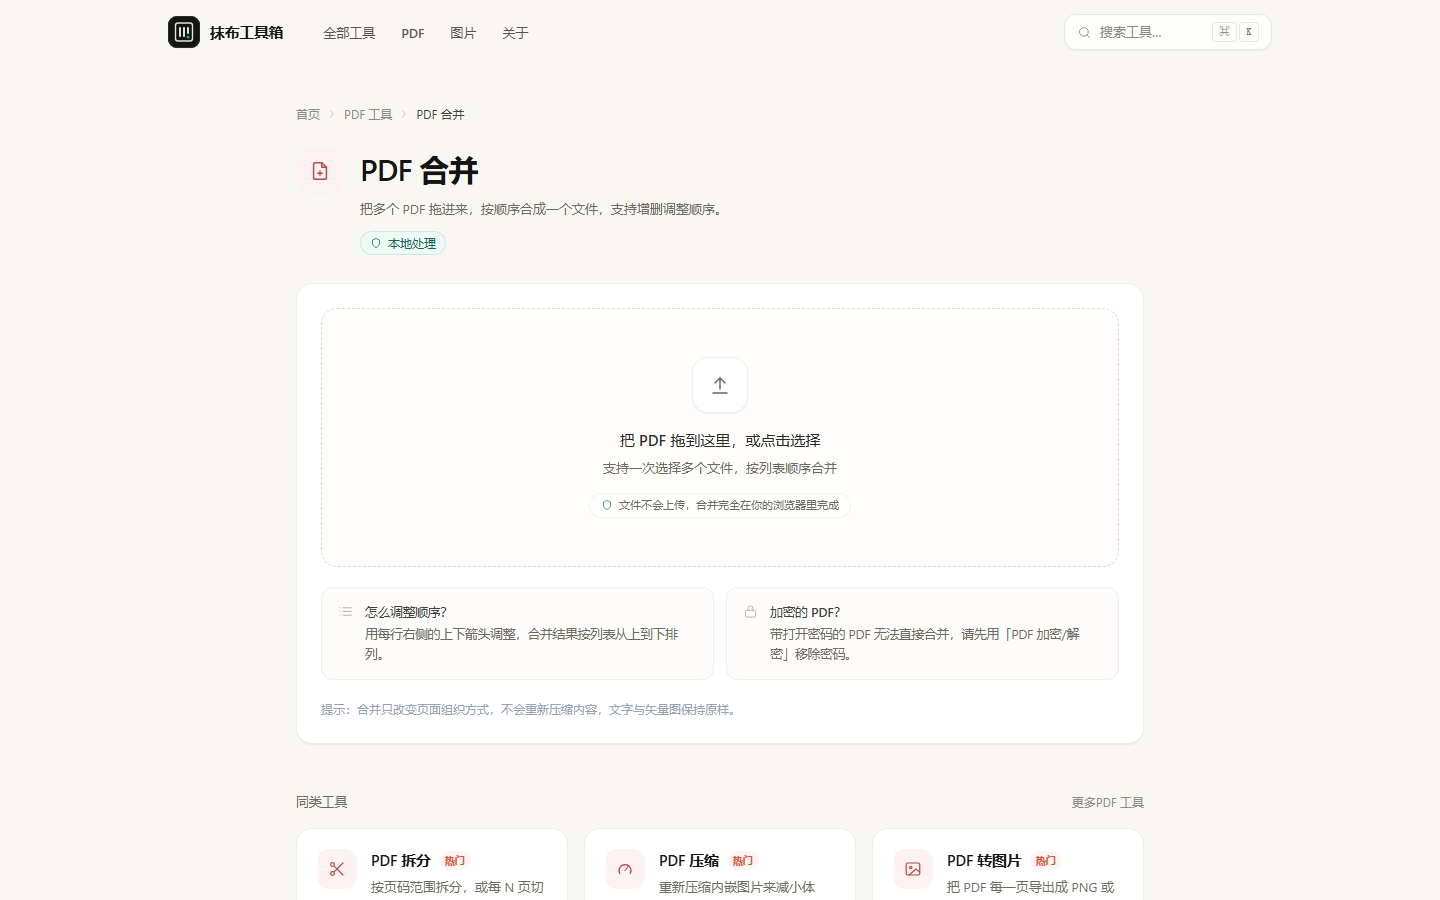 抹布工具箱
全部工具
PDF
图片
关于
搜索工具...
⌘
K
首页
PDF 工具
PDF 合并
PDF 合并
把多个 PDF 拖进来，按顺序合成一个文件，支持增删调整顺序。
本地处理
把 PDF 拖到这里，或点击选择
支持一次选择多个文件，按列表顺序合并
文件不会上传，合并完全在你的浏览器里完成
怎么调整顺序？
用每行右侧的上下箭头调整，合并结果按列表从上到下排
列。
加密的 PDF？
带打开密码的 PDF 无法直接合并，请先用「PDF 加密/解
密」移除密码。
提示：合并只改变页面组织方式，不会重新压缩内容，文字与矢量图保持原样。
同类工具
更多PDF 工具
PDF 拆分
热门
按页码范围拆分，或每 N 页切
PDF 压缩
热门
重新压缩内嵌图片来减小体
PDF 转图片
热门
把 PDF 每一页导出成 PNG 或